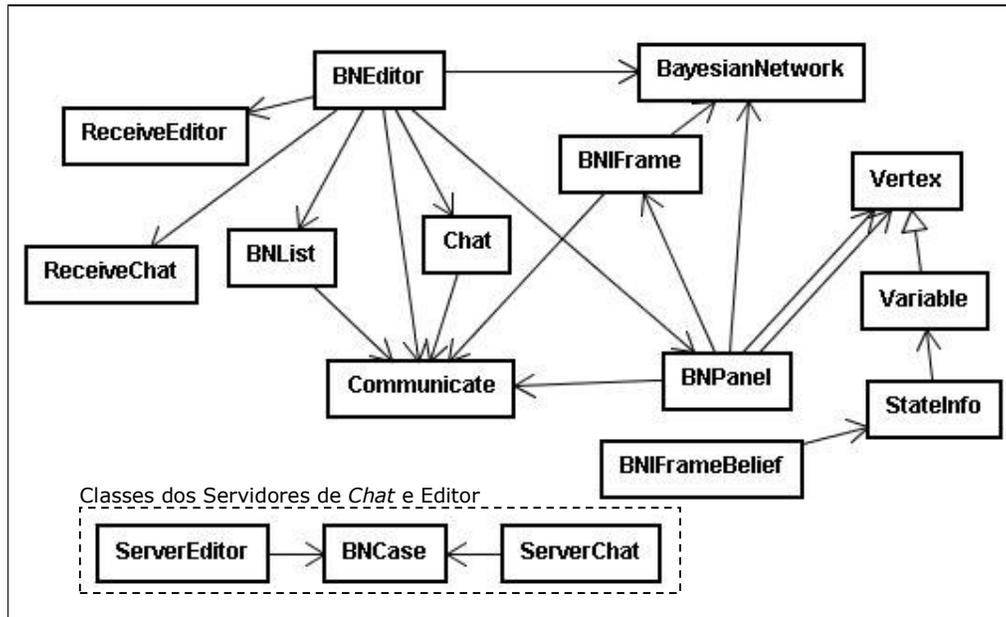 BNEditor
BayesianNetwork
ReceiveEditor
BNIFrame
Vertex
ReceiveChat
BNList
Chat
Variable
Communicate
BNPanel
StateInfo
BNIFrameBelief
Classes dos Servidores de Chat e Editor
ServerEditor
BNCase
ServerChat